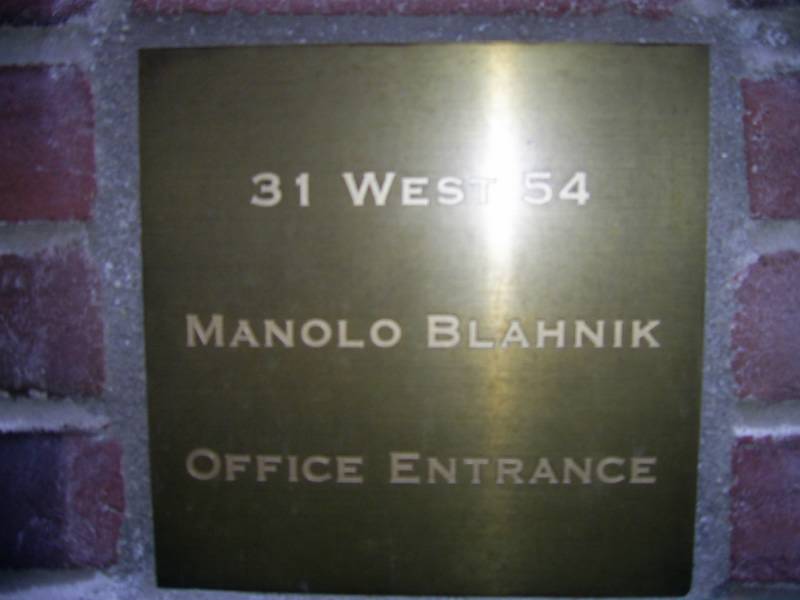 31 WEST 54
MANOLO BLAHNIK
OFFICE ENTRANCE